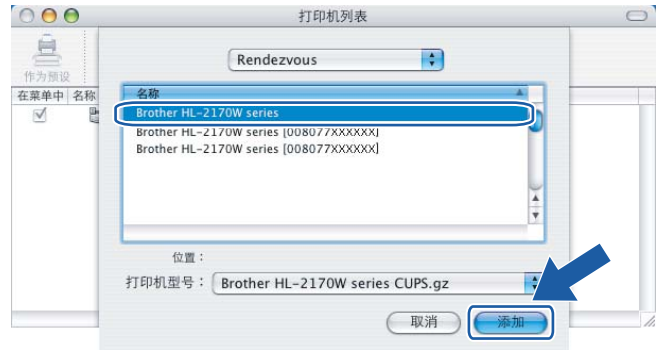 打印机列表
Rendezvous
作为预设
在菜单中 名称
名称
Brother HL-2170W series
Brother HL-2170W series [008077XXXXXX]
Brother HL-2170W series [008077XXXXXX]
位置：
打印机型号： Brother HL-2170W series CUPS.gz
取消 添加